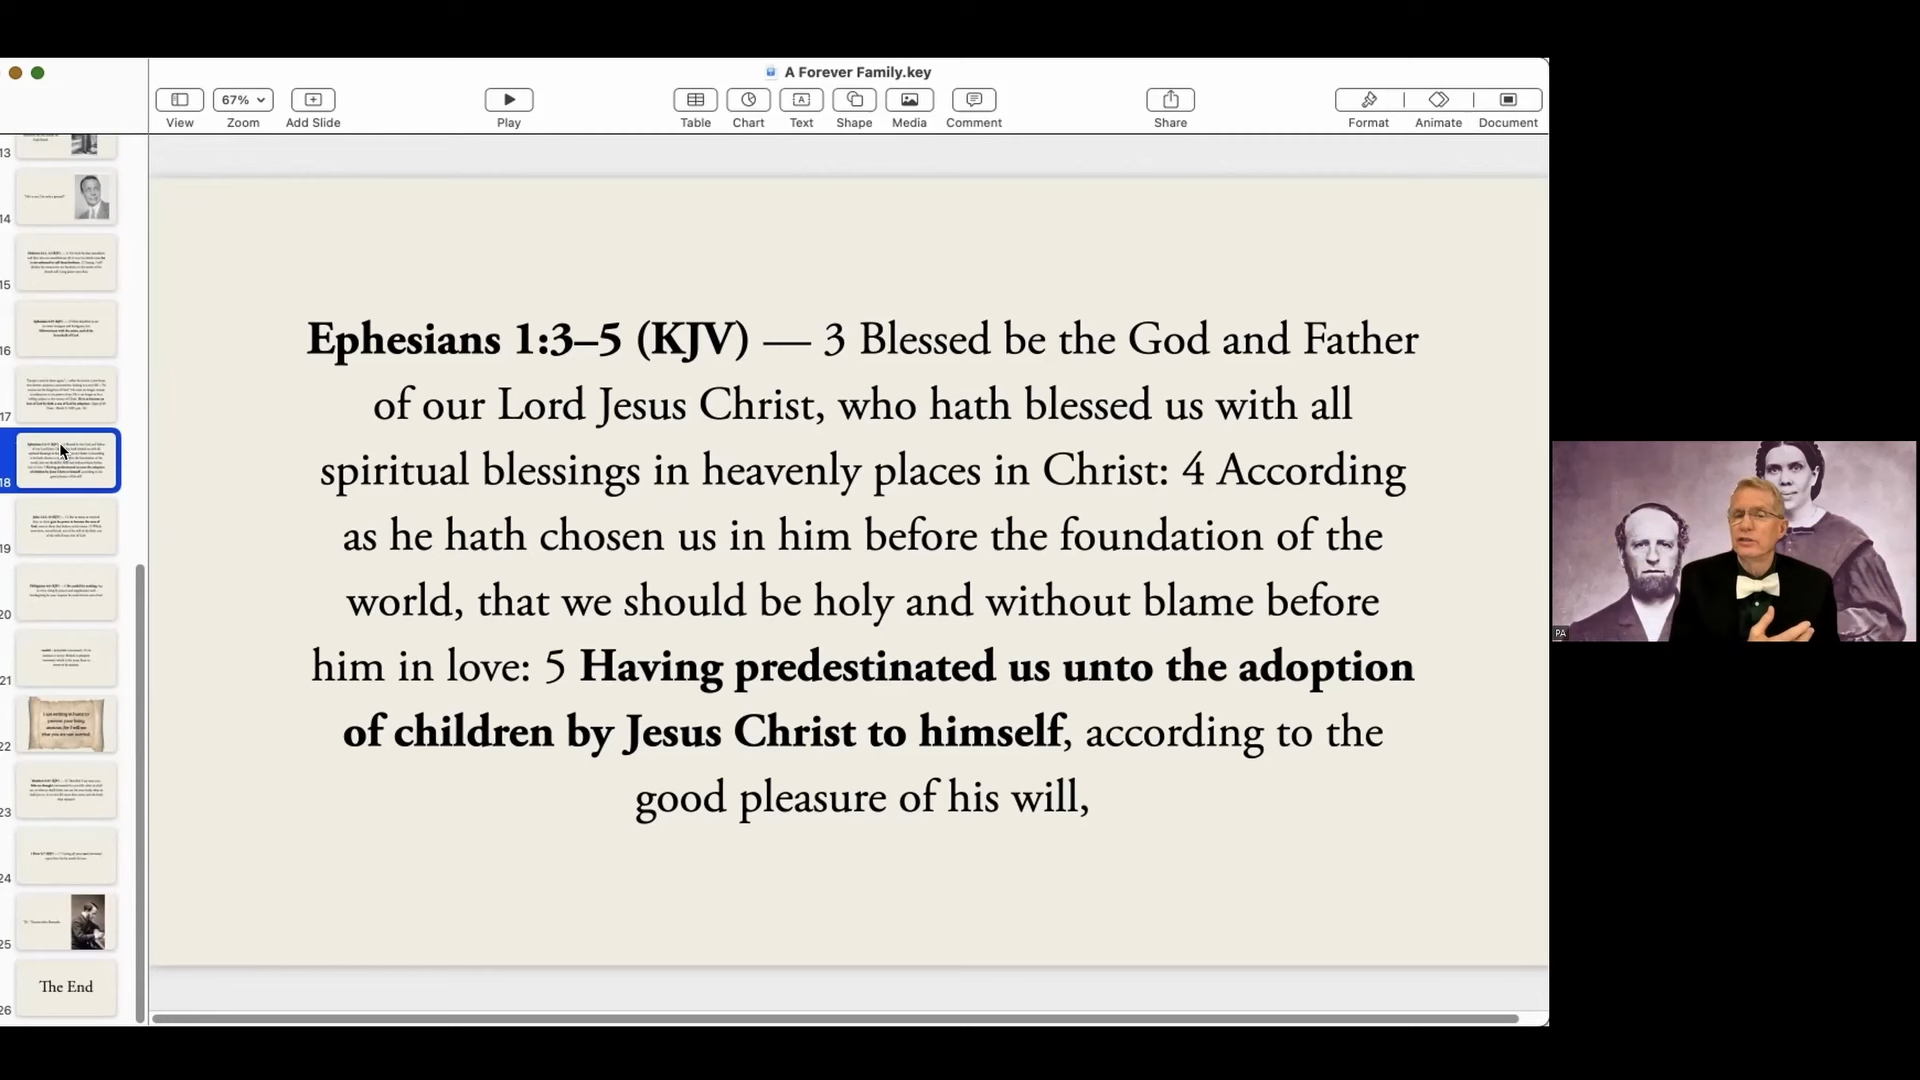 A Forever Family.key
67%
View
Zoom
Add Slide
Play
Table
Chart
Text
Shape
Media
Comment
Share
Format
Animate
Document
13
14
15
16
17
18
19
20
21
22
23
24
25
The End
26
Ephesians 1:3–5 (KJV) — 3 Blessed be the God and Father
of our Lord Jesus Christ, who hath blessed us with all
spiritual blessings in heavenly places in Christ: 4 According
as he hath chosen us in him before the foundation of the
world, that we should be holy and without blame before
him in love: 5 Having predestinated us unto the adoption
of children by Jesus Christ to himself, according to the
good pleasure of his will,
PA